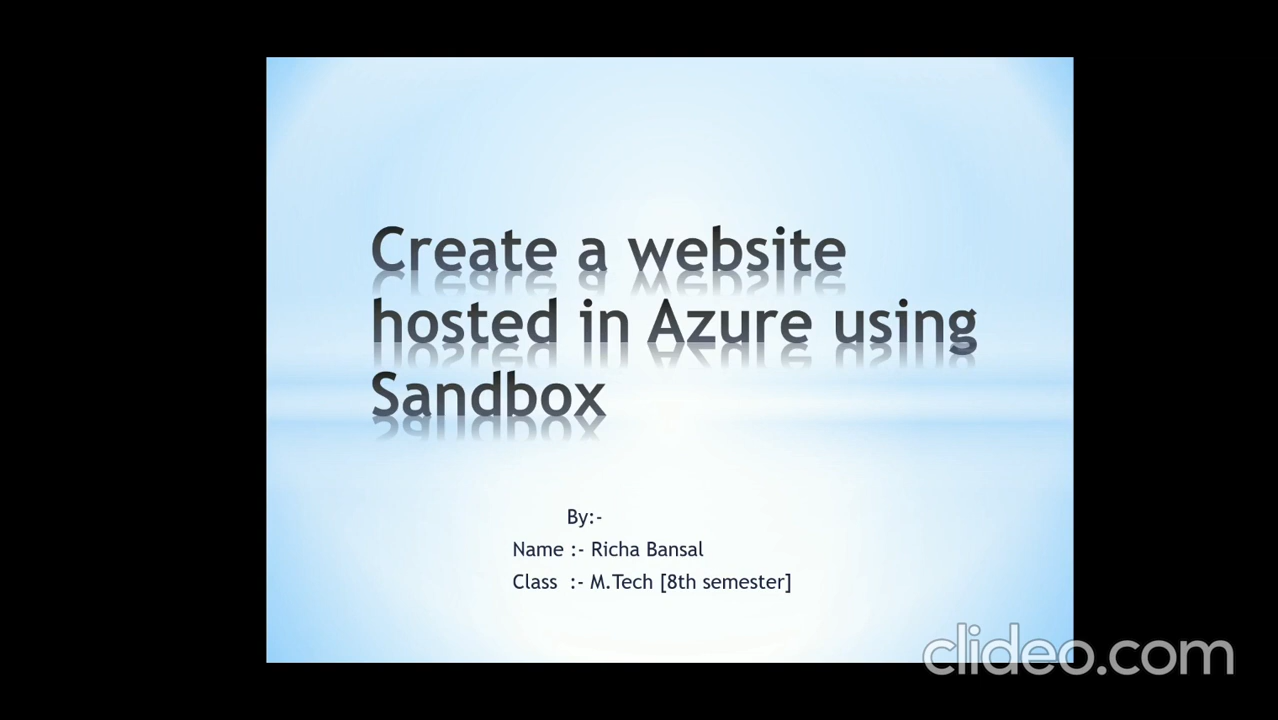 Create a website
hosted in Azure using
Sandbox
By:-
Name :- Richa Bansal
Class :- M.Tech [8th semester]
clideo.com